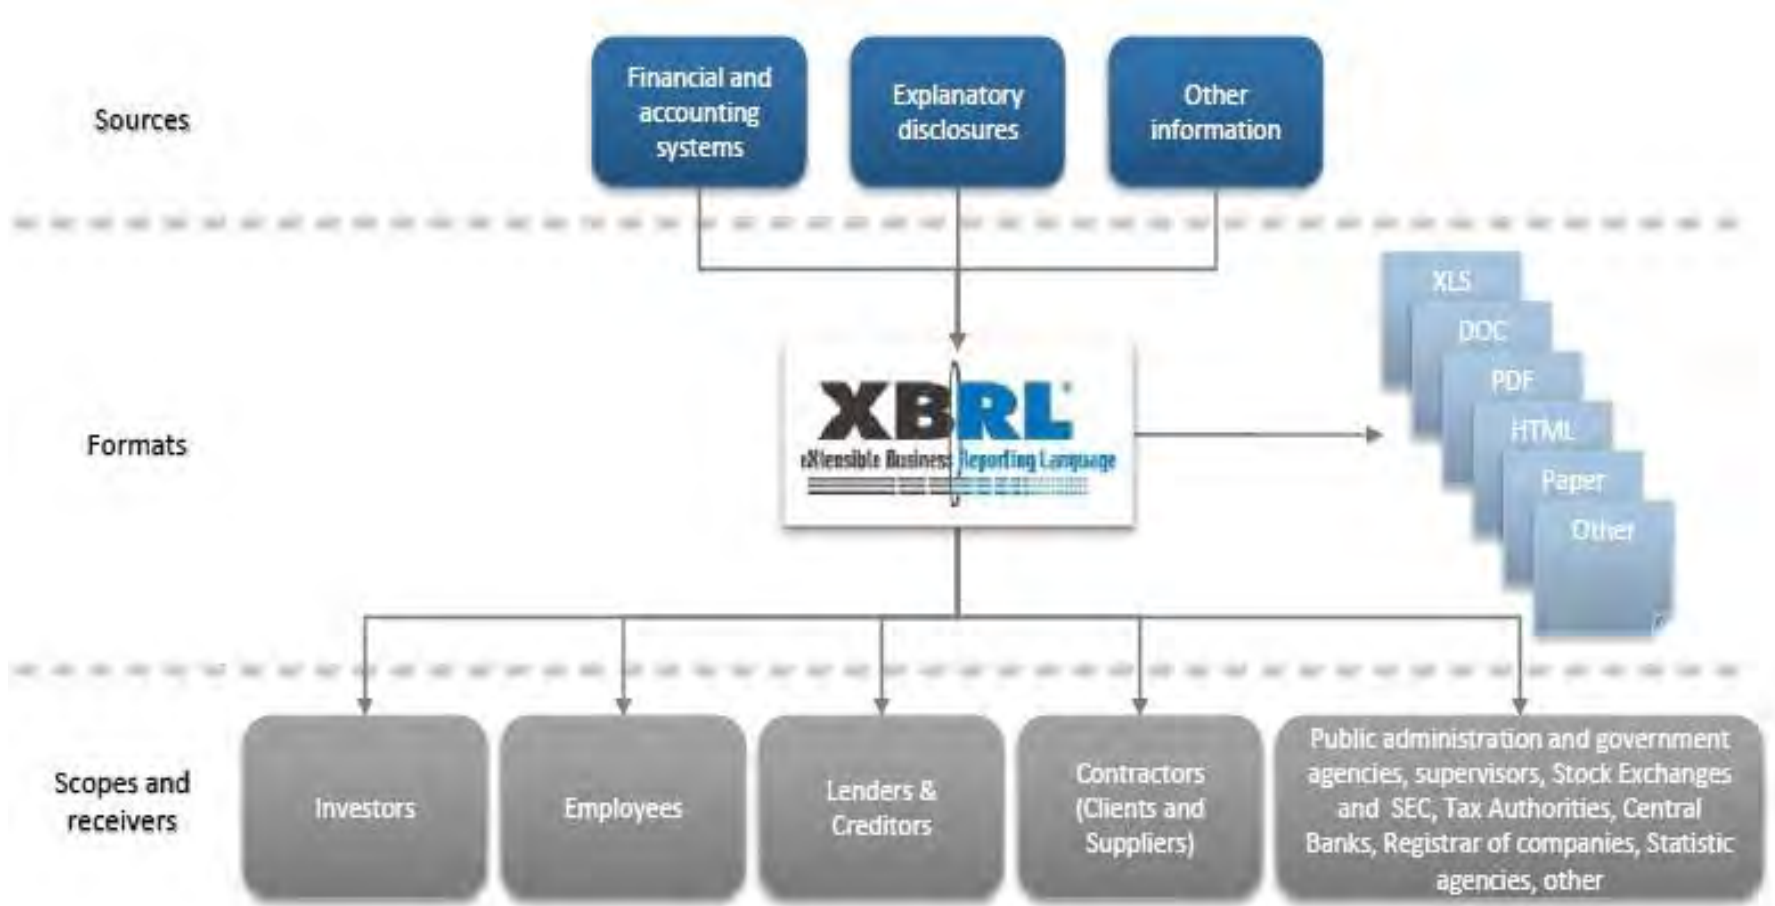 Sources
Financial and
accounting
systems
Explanatory
disclosures
Other
information
Formats
XBRL
eXtensible Business Reporting Language
XLS
DOC
PDF
HTML
Paper
Other
Scopes and
receivers
Investors
Employees
Lenders &
Creditors
Contractors
(Clients and
Suppliers)
Public administration and government
agencies, supervisors, Stock Exchanges
and SEC, Tax Authorities, Central
Banks, Registrar of companies, Statistic
agencies, other